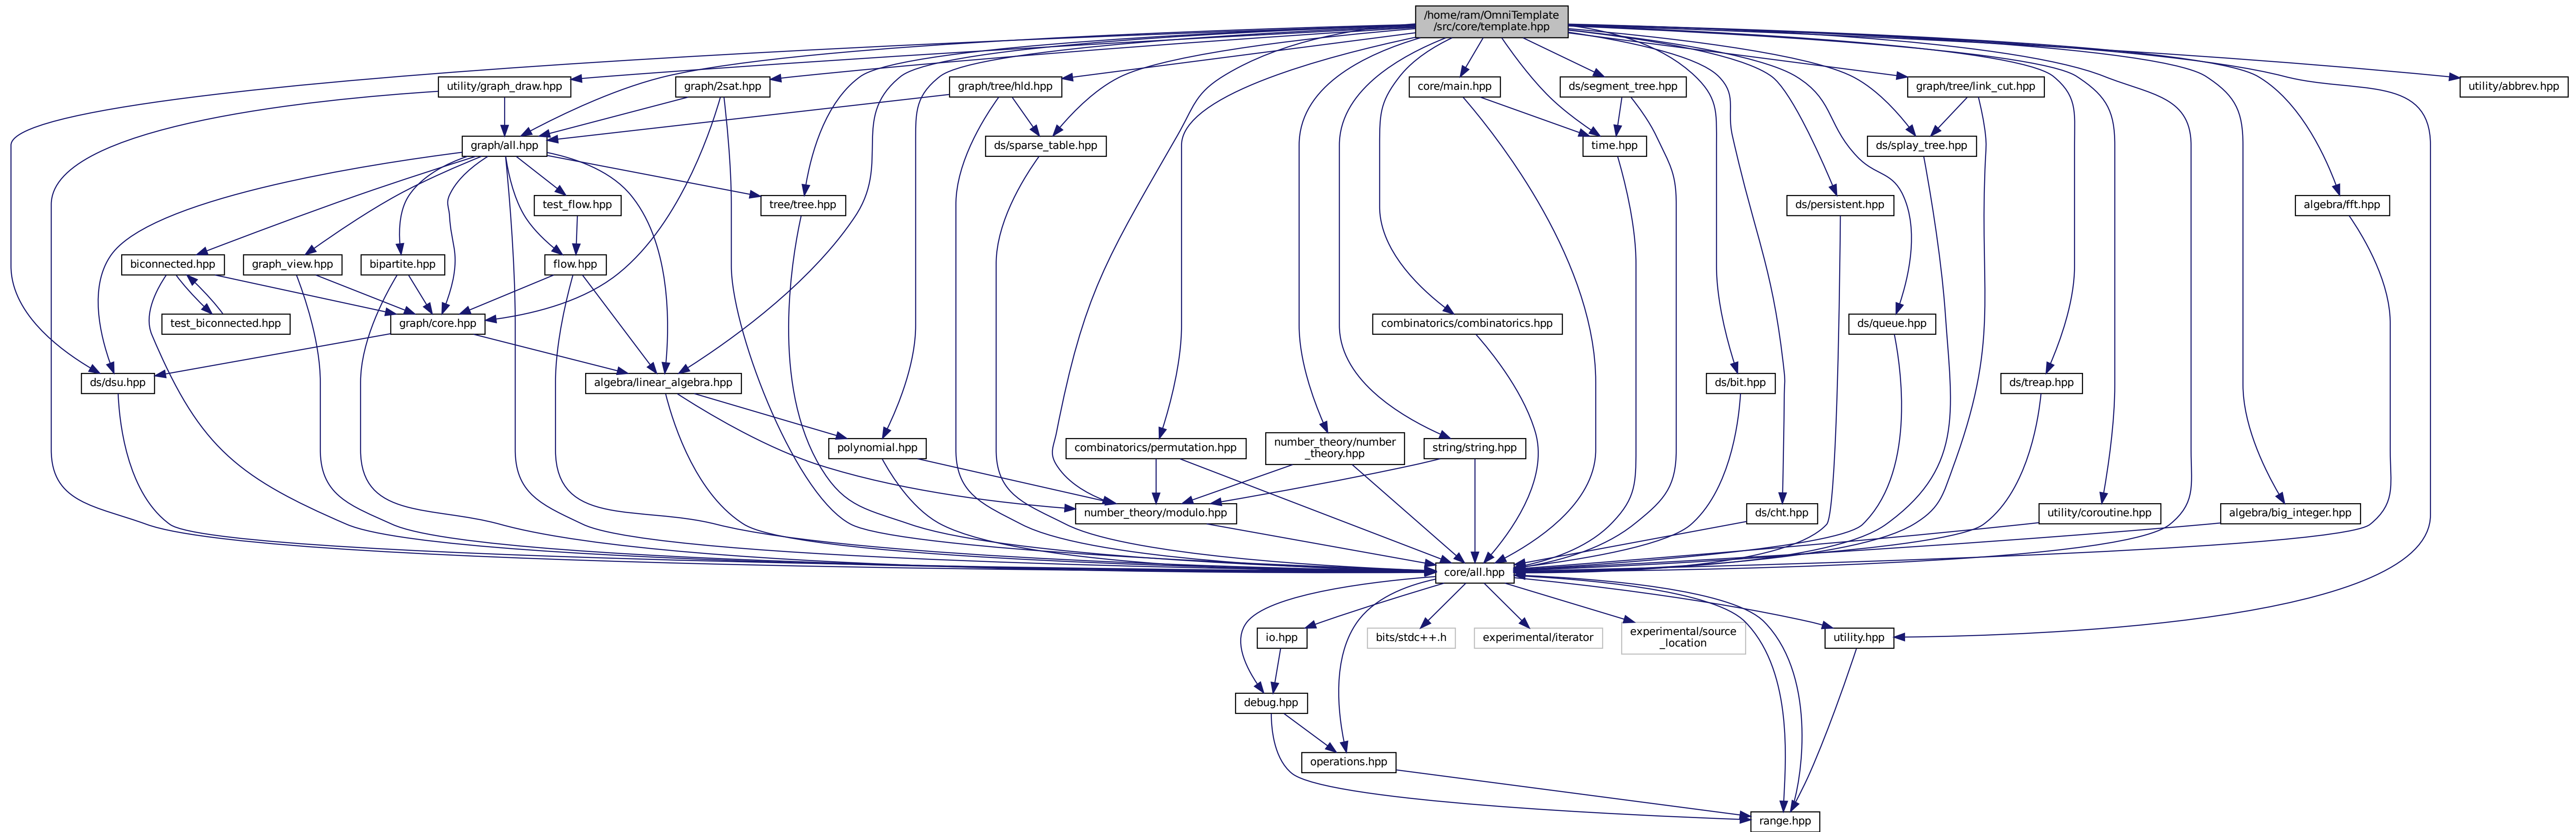 /home/ram/OmniTemplate
/src/core/template.hpp
utility/graph_draw.hpp
graph/2sat.hpp
graph/tree/hld.hpp
core/main.hpp
ds/segment_tree.hpp
graph/tree/link_cut.hpp
utility/abbrev.hpp
graph/all.hpp
ds/sparse_table.hpp
time.hpp
ds/splay_tree.hpp
test_flow.hpp
tree/tree.hpp
ds/persistent.hpp
algebra/fft.hpp
biconnected.hpp
graph_view.hpp
bipartite.hpp
flow.hpp
test_biconnected.hpp
graph/core.hpp
combinatorics/combinatorics.hpp
ds/queue.hpp
ds/dsu.hpp
algebra/linear_algebra.hpp
ds/bit.hpp
ds/treap.hpp
polynomial.hpp
combinatorics/permutation.hpp
number_theory/number
_theory.hpp
string/string.hpp
number_theory/modulo.hpp
ds/cht.hpp
utility/coroutine.hpp
algebra/big_integer.hpp
core/all.hpp
io.hpp
bits/stdc++.h
experimental/iterator
experimental/source
_location
utility.hpp
debug.hpp
operations.hpp
range.hpp